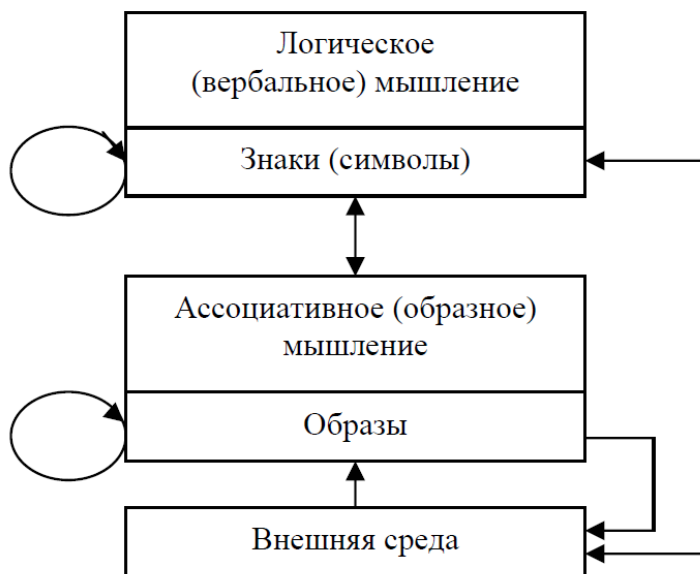 Логическое
(вербальное) мышление
Знаки (символы)
Ассоциативное (образное)
мышление
Образы
Внешняя среда